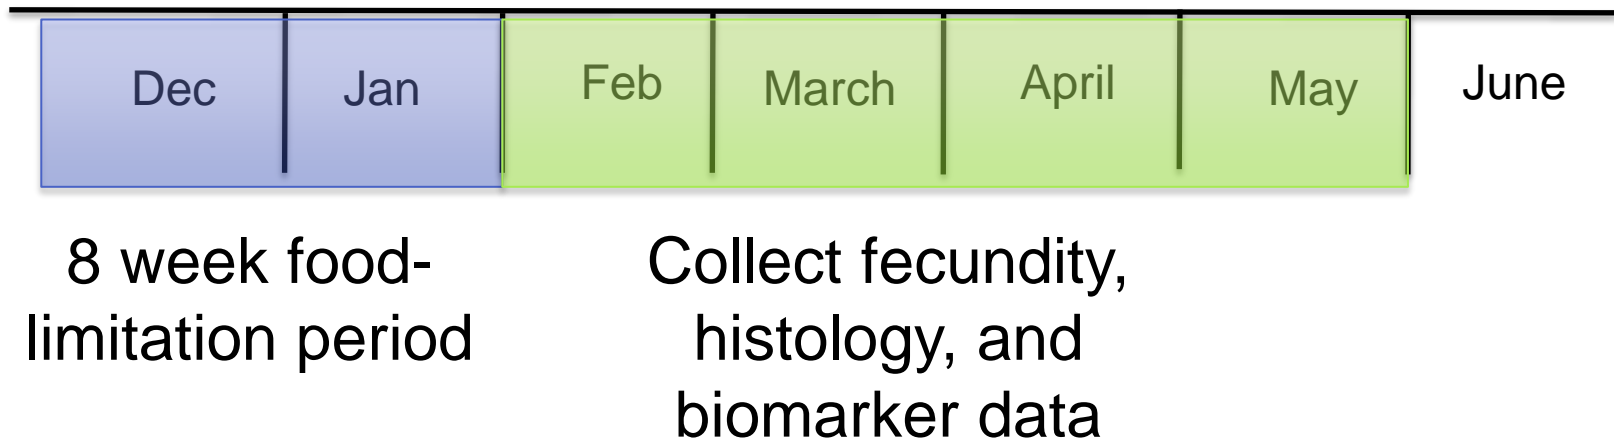 Dec Jan Feb March April May June
8 week food-
limitation period
Collect fecundity,
histology, and
biomarker data